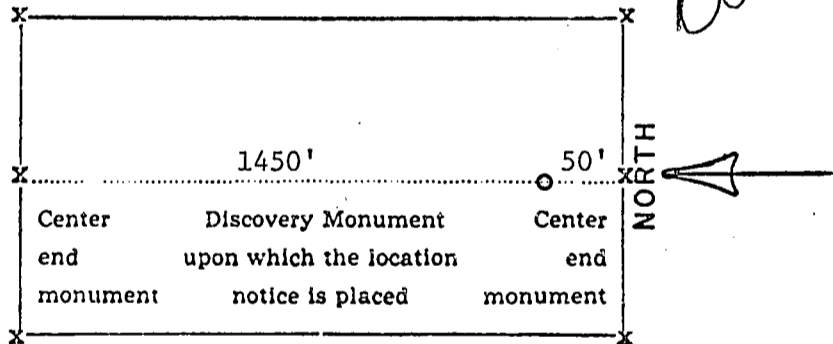 1450' 50'
NORTH
Center Discovery Monument Center
end upon which the location end
monument notice is placed monument